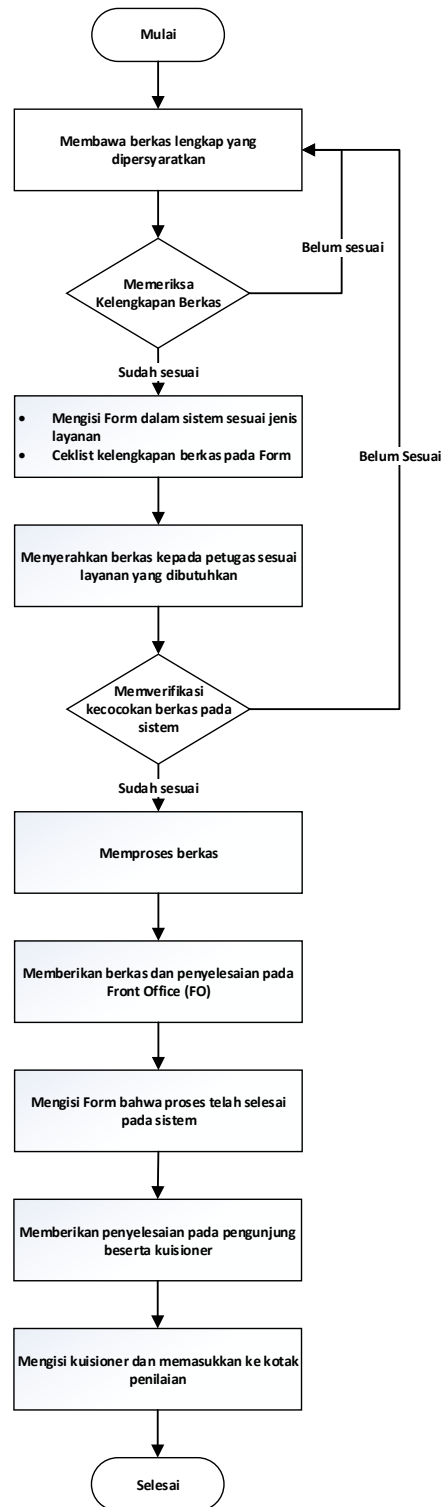 Mulai
Membawa berkas lengkap yang
dipersyaratkan
Belum sesuai
Memeriksa
Kelengkapan Berkas
Sudah sesuai
• Mengisi Form dalam sistem sesuai jenis
layanan
• Ceklist kelengkapan berkas pada Form
Belum Sesuai
Menyerahkan berkas kepada petugas sesuai
layanan yang dibutuhkan
Memverifikasi
kecocokan berkas pada
sistem
Sudah sesuai
Memproses berkas
Memberikan berkas dan penyelesaian pada
Front Office (FO)
Mengisi Form bahwa proses telah selesai
pada sistem
Memberikan penyelesaian pada pengunjung
beserta kuisioner
Mengisi kuisioner dan memasukkan ke kotak
penilaian
Selesai